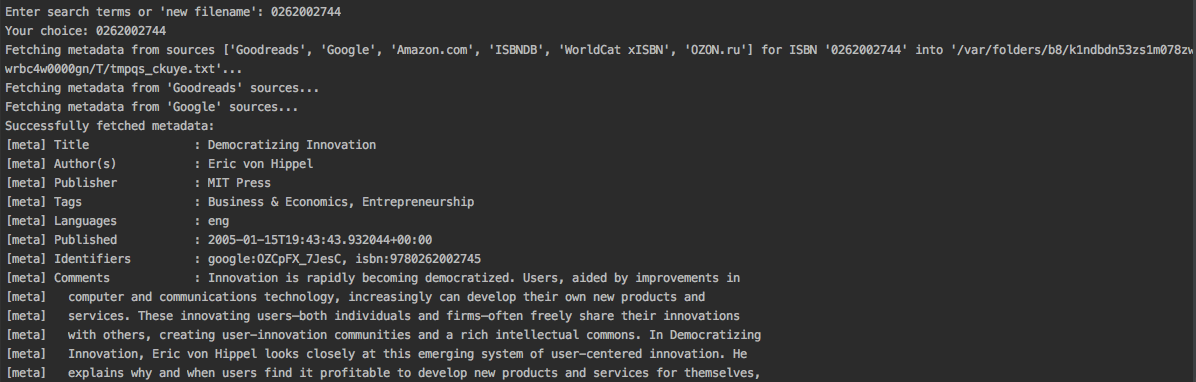 Enter search terms or 'new filename': 0262002744
Your choice: 0262002744
Fetching metadata from sources ['Goodreads', 'Google', 'Amazon.com', 'ISBNDB', 'WorldCat xISBN', 'OZON.ru'] for ISBN '0262002744' into '/var/folders/b8/k1ndbdn53zs1m078zw
wrbc4w0000gn/T/tmpqs_ckuye.txt'...
Fetching metadata from 'Goodreads' sources...
Fetching metadata from 'Google' sources...
Successfully fetched metadata:
[meta] Title : Democratizing Innovation
[meta] Author(s) : Eric von Hippel
[meta] Publisher : MIT Press
[meta] Tags : Business & Economics, Entrepreneurship
[meta] Languages : eng
[meta] Published : 2005-01-15T19:43:43.932044+00:00
[meta] Identifiers : google:OZCpFX_7JesC, isbn:9780262002745
[meta] Comments : Innovation is rapidly becoming democratized. Users, aided by improvements in
[meta] computer and communications technology, increasingly can develop their own new products and
[meta] services. These innovating users—both individuals and firms—often freely share their innovations
[meta] with others, creating user-innovation communities and a rich intellectual commons. In Democratizing
[meta] Innovation, Eric von Hippel looks closely at this emerging system of user-centered innovation. He
[meta] explains why and when users find it profitable to develop new products and services for themselves,